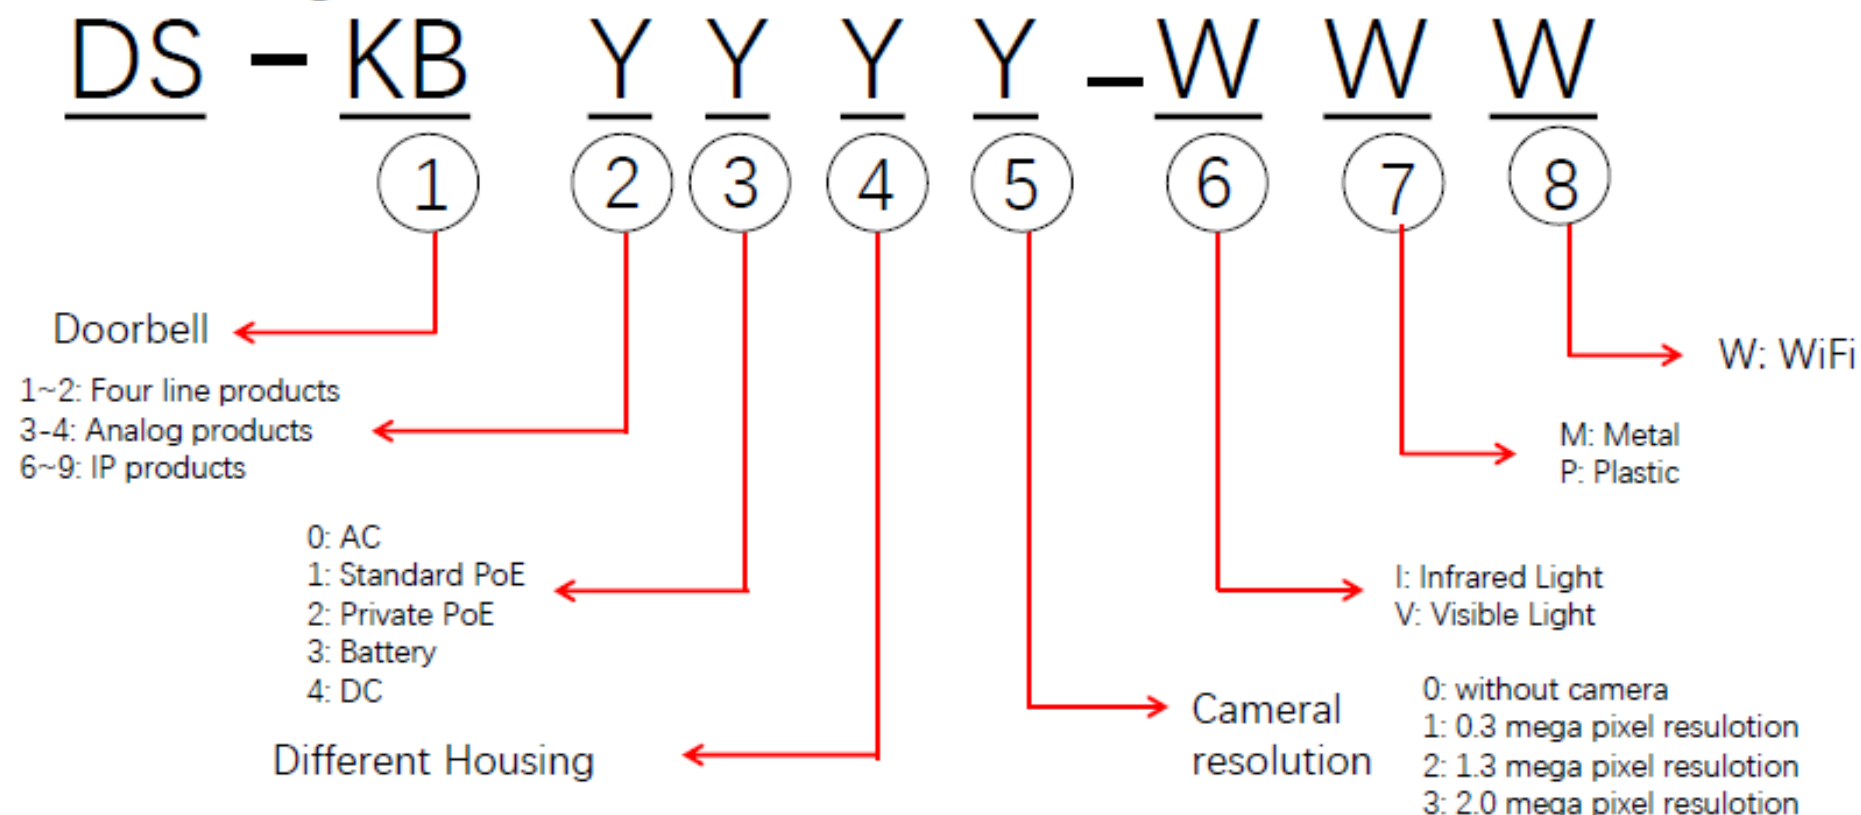 DS - KB Y Y Y Y - W W W
1 2 3 4 5 6 7 8
Doorbell
1~2: Four line products
3-4: Analog products
6~9: IP products
0: AC
1: Standard PoE
2: Private PoE
3: Battery
4: DC
Different Housing
Cameral
resolution
0: without camera
1: 0.3 mega pixel resulotion
2: 1.3 mega pixel resulotion
3: 2.0 mega pixel resulotion
I: Infrared Light
V: Visible Light
M: Metal
P: Plastic
W: WiFi